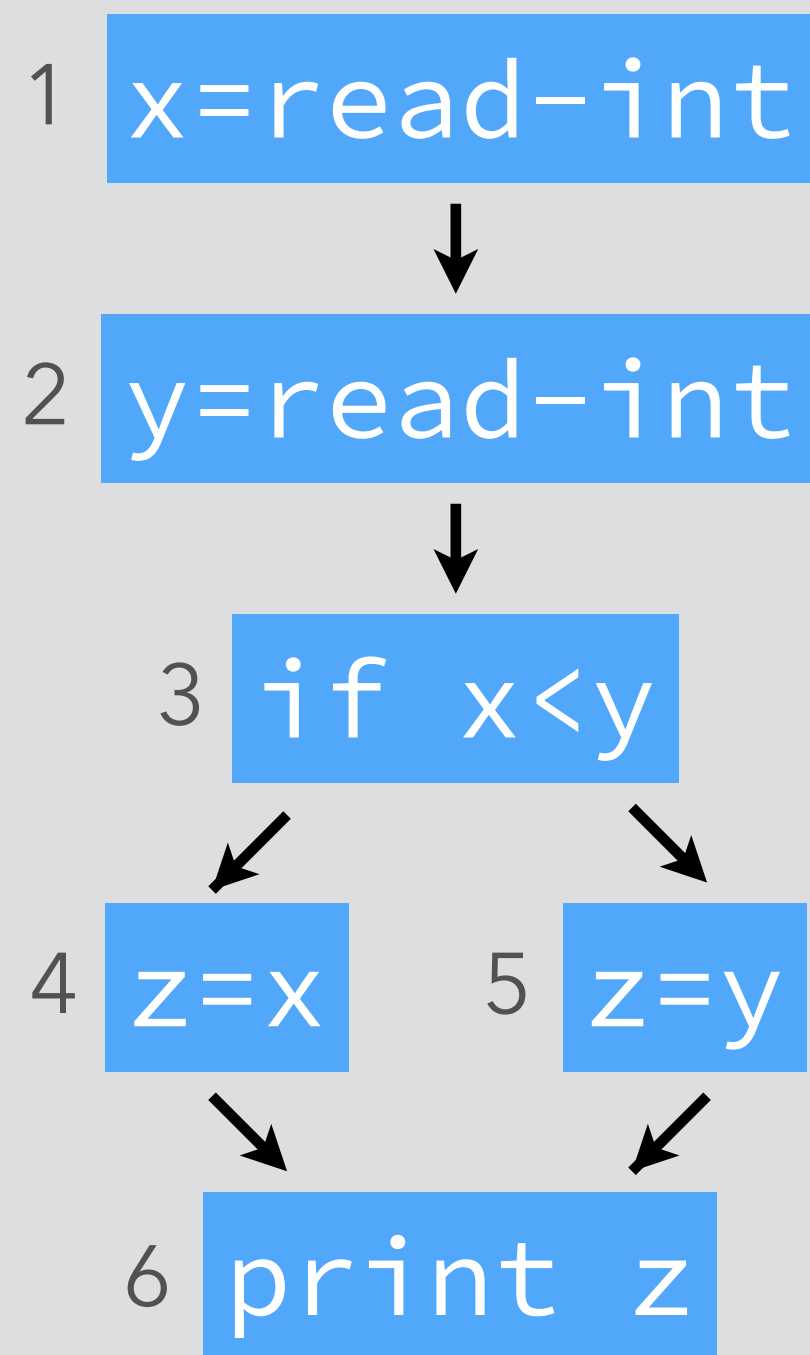 1 x=read-int
2 y=read-int
3 if x<y
4 z=x 5 z=y
6 print z